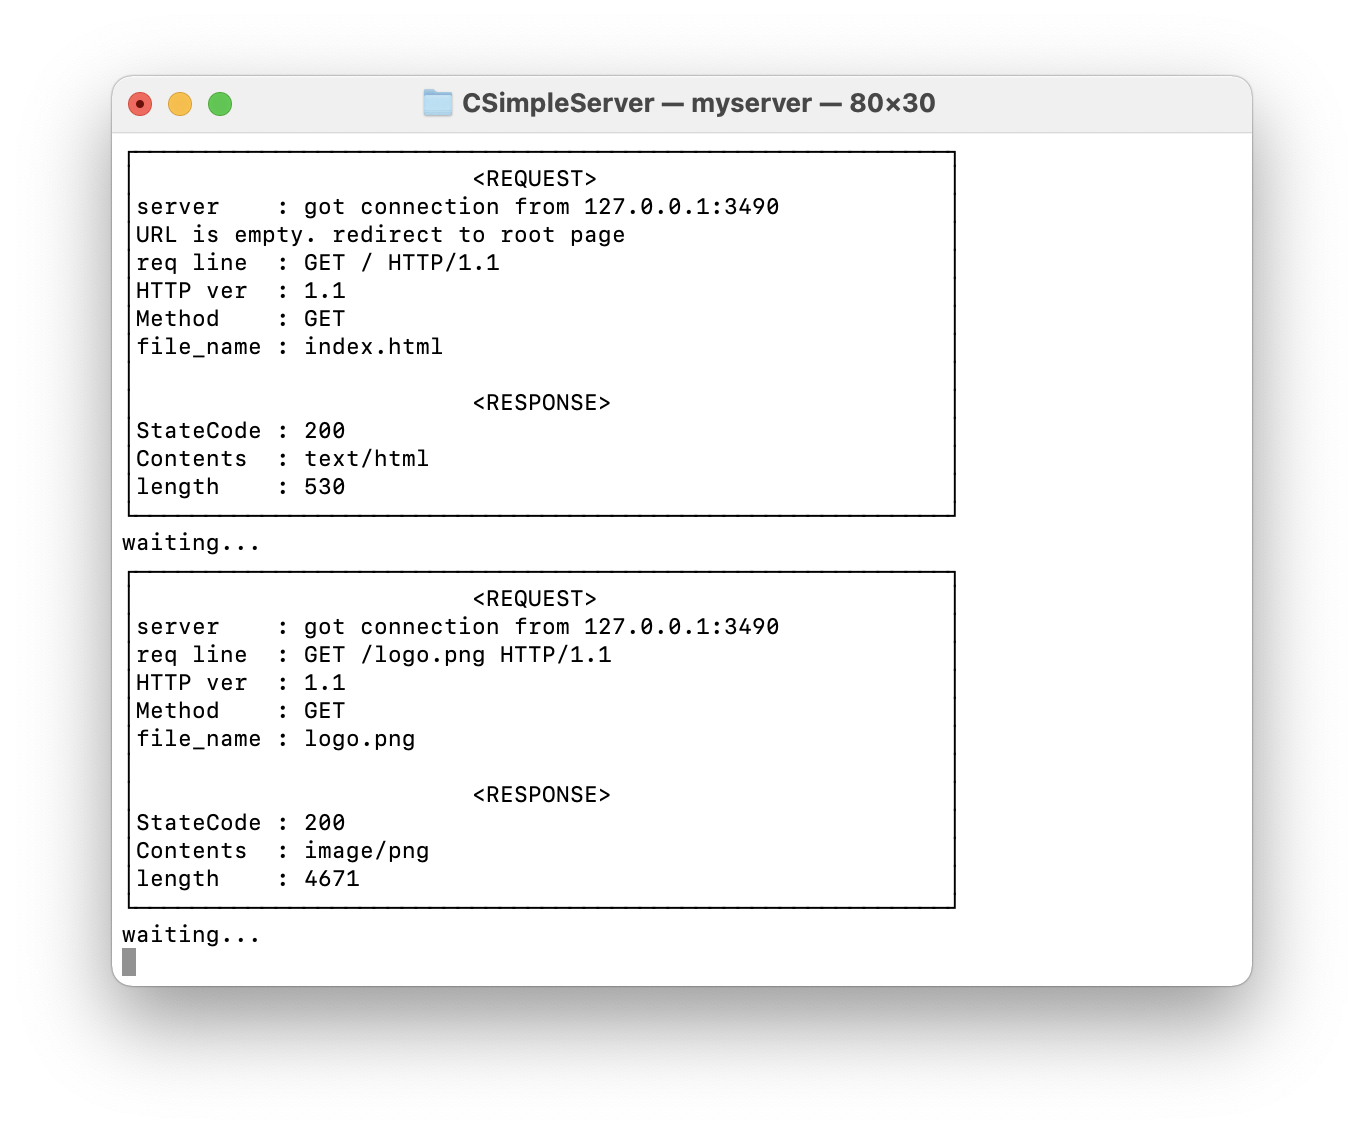 CSimpleServer — myserver — 80×30
<REQUEST>
server    : got connection from 127.0.0.1:3490
URL is empty. redirect to root page
req line  : GET / HTTP/1.1
HTTP ver  : 1.1
Method    : GET
file_name : index.html
<RESPONSE>
StateCode : 200
Contents  : text/html
length    : 530
waiting...
<REQUEST>
server    : got connection from 127.0.0.1:3490
req line  : GET /logo.png HTTP/1.1
HTTP ver  : 1.1
Method    : GET
file_name : logo.png
<RESPONSE>
StateCode : 200
Contents  : image/png
length    : 4671
waiting...